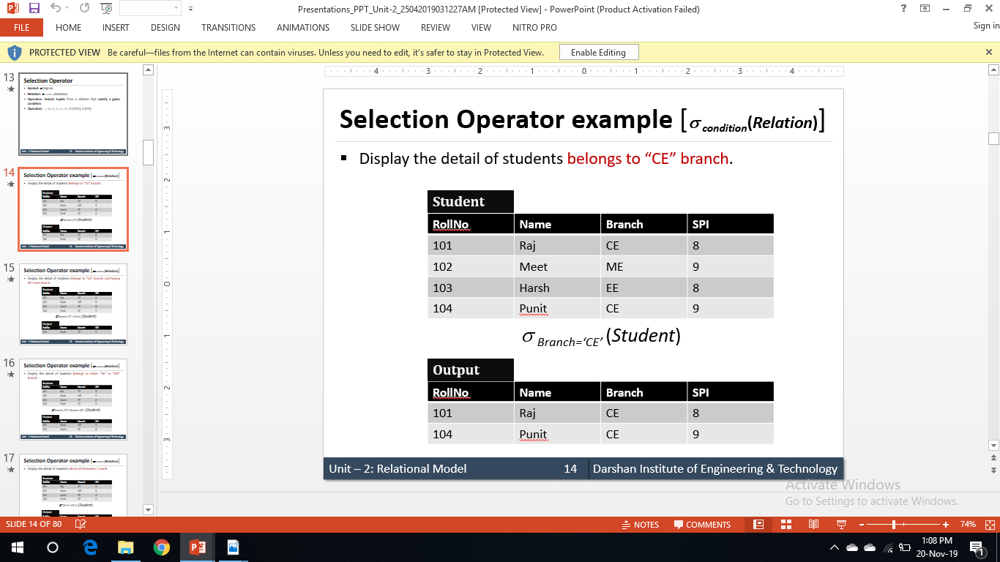 Presentations_PPT_Unit-2_25042019031227AM [Protected View] - PowerPoint (Product Activation Failed)
FILE HOME INSERT DESIGN TRANSITIONS ANIMATIONS SLIDE SHOW REVIEW VIEW NITRO PRO Sign in
PROTECTED VIEW Be careful—files from the Internet can contain viruses. Unless you need to edit, it's safer to stay in Protected View. Enable Editing
13
Selection Operator
14
Selection Operator example
15
Selection Operator example
16
Selection Operator example
17
Selection Operator example
Selection Operator example [σ condition(Relation)]
▪ Display the detail of students belongs to “CE” branch.
Student
RollNo Name Branch SPI
101 Raj CE 8
102 Meet ME 9
103 Harsh EE 8
104 Punit CE 9
σ Branch=‘CE’ (Student)
Output
RollNo Name Branch SPI
101 Raj CE 8
104 Punit CE 9
Unit – 2: Relational Model 14 Darshan Institute of Engineering & Technology
Activate Windows
Go to Settings to activate Windows.
SLIDE 14 OF 80 NOTES COMMENTS 74%
1:08 PM
20-Nov-19
1